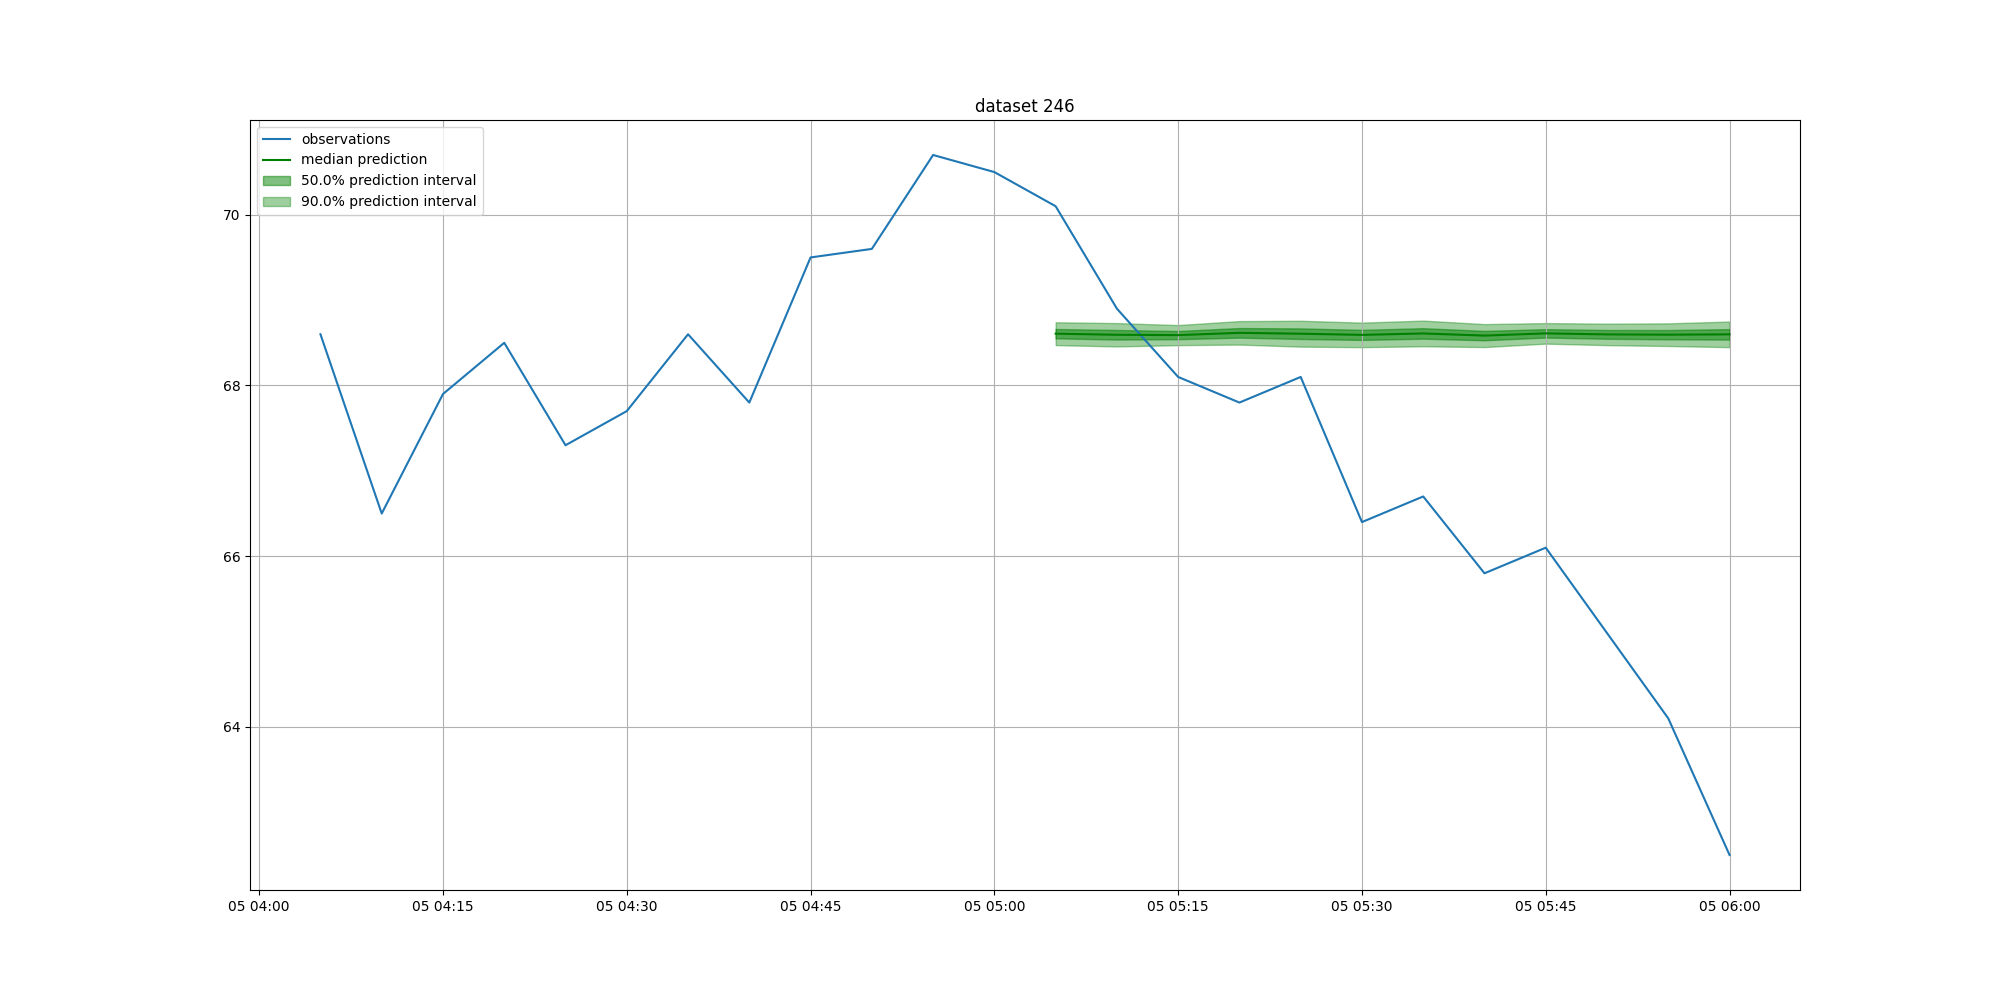 dataset 246
observations
median prediction
50.0% prediction interval
90.0% prediction interval
70
68
66
64
05 04:00
05 04:15
05 04:30
05 04:45
05 05:00
05 05:15
05 05:30
05 05:45
05 06:00